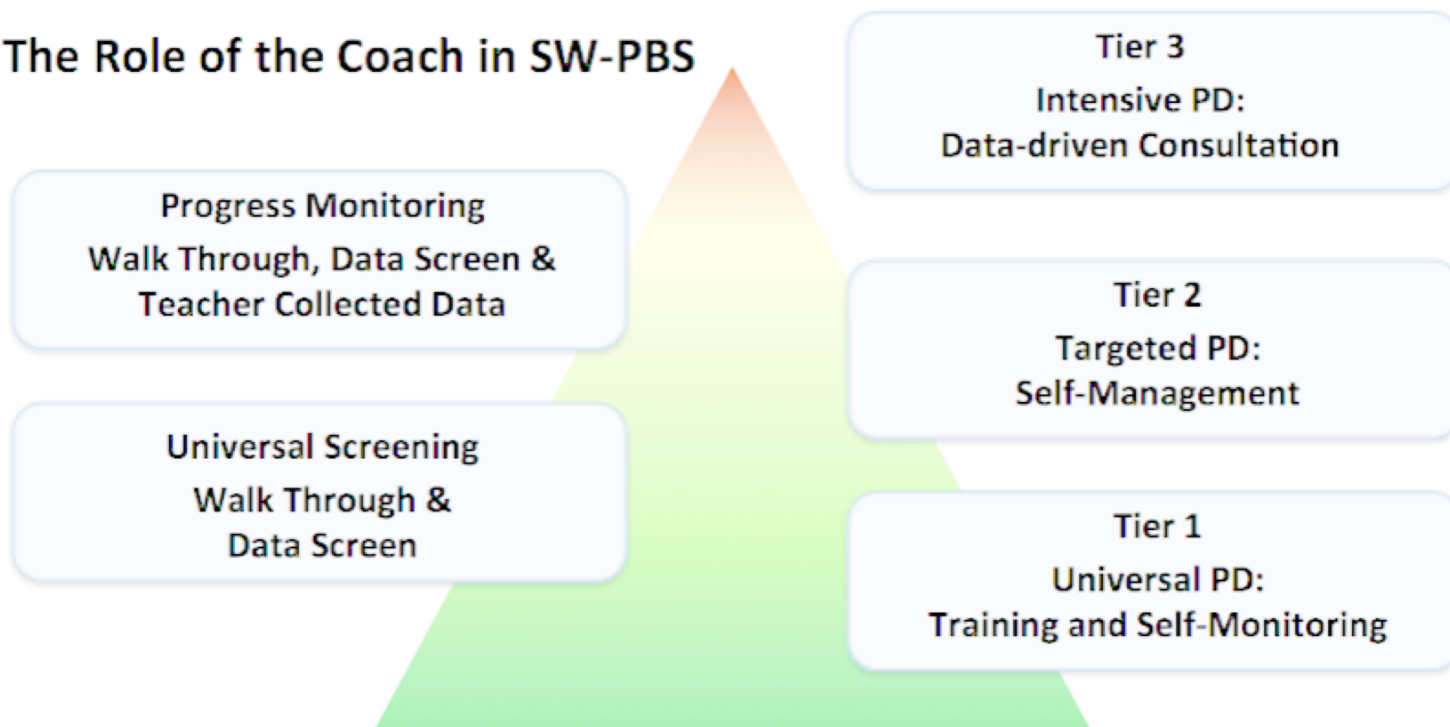 The Role of the Coach in SW-PBS
Progress Monitoring
Walk Through, Data Screen &
Teacher Collected Data
Universal Screening
Walk Through &
Data Screen
Tier 3
Intensive PD:
Data-driven Consultation
Tier 2
Targeted PD:
Self-Management
Tier 1
Universal PD:
Training and Self-Monitoring